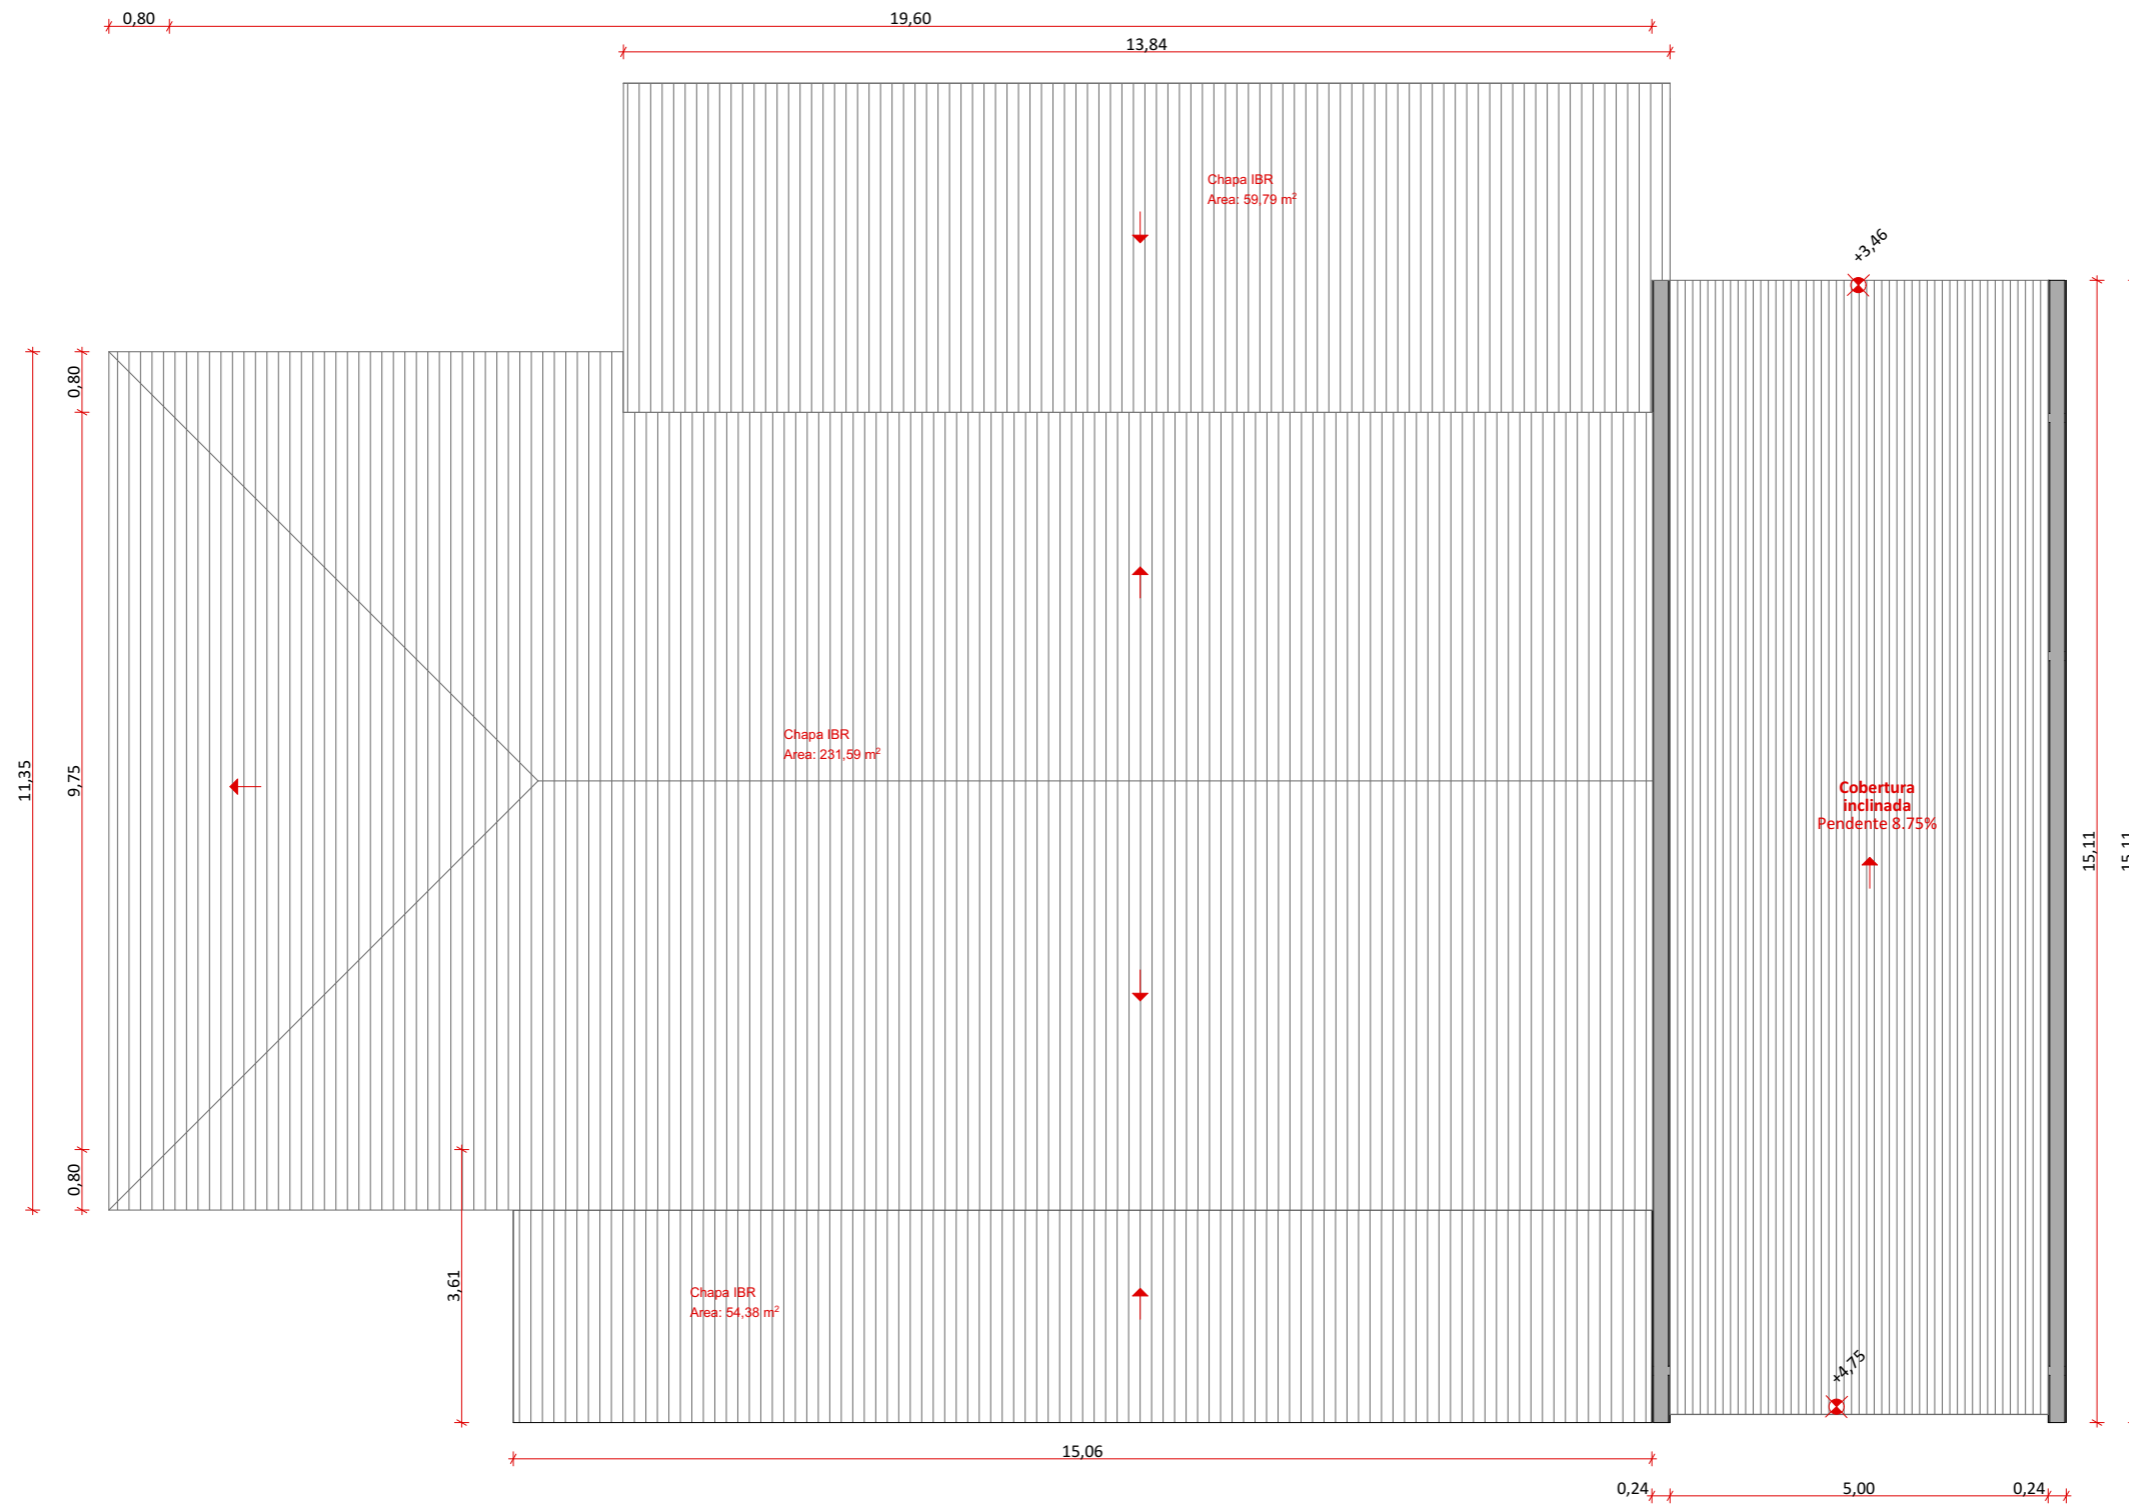 0,80
19,60
13,84
Chapa IBR
Area: 59,79 m²
+3,46
0,80
11,35
9,75
Chapa IBR
Area: 231,59 m²
Cobertura
inclinada
Pendente 8.75%
15,11
15,11
0,80
3,61
Chapa IBR
Area: 54,38 m²
+4,75
15,06
0,24
5,00
0,24